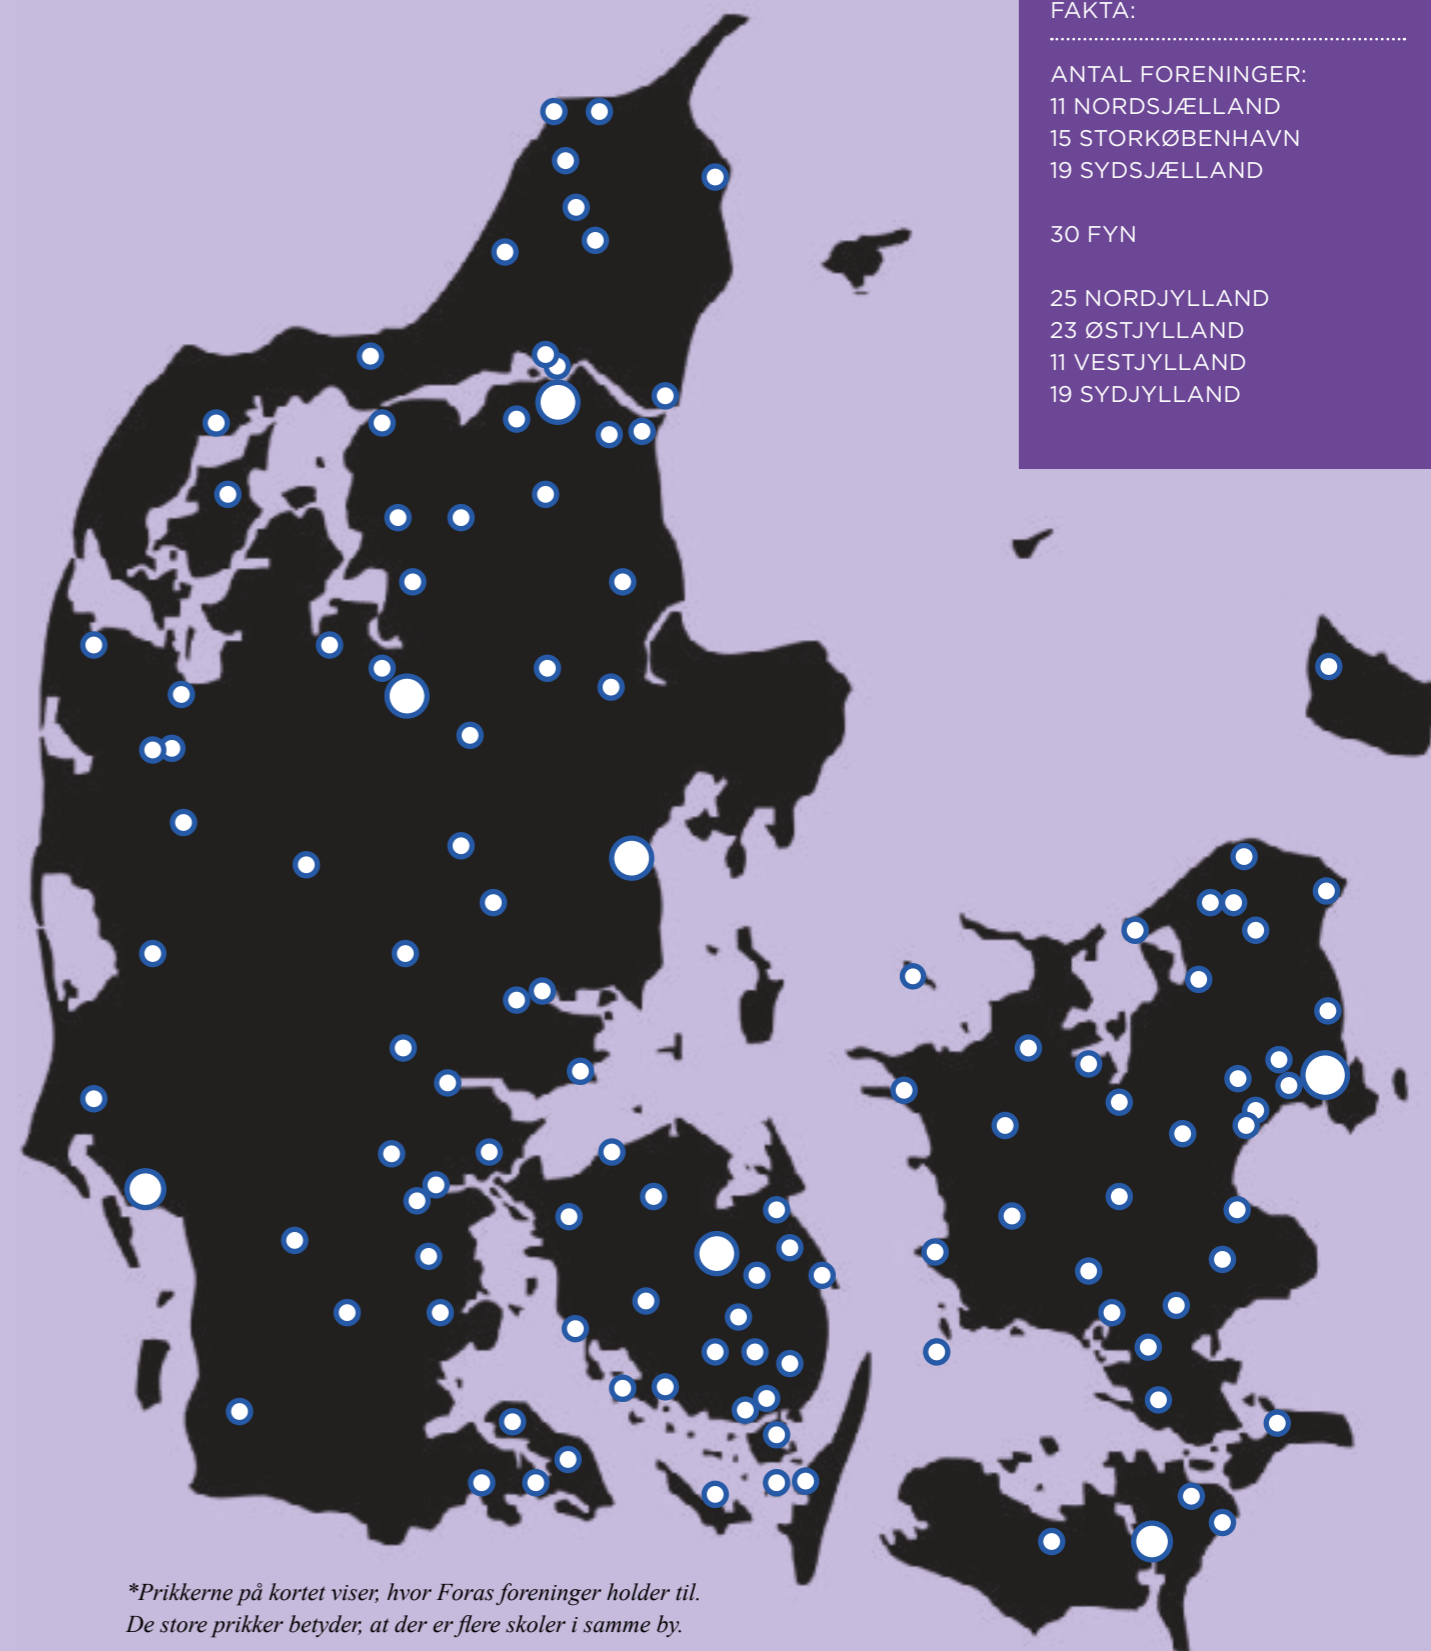 FAKTA:
ANTAL FORENINGER:
11 NORDSJÆLLAND
15 STORKØBENHAVN
19 SYDSJÆLLAND
30 FYN
25 NORDJYLLAND
23 ØSTJYLLAND
11 VESTJYLLAND
19 SYDJYLLAND
*Prikkerne på kortet viser, hvor Foras foreninger holder til.
De store prikker betyder, at der er flere skoler i samme by.